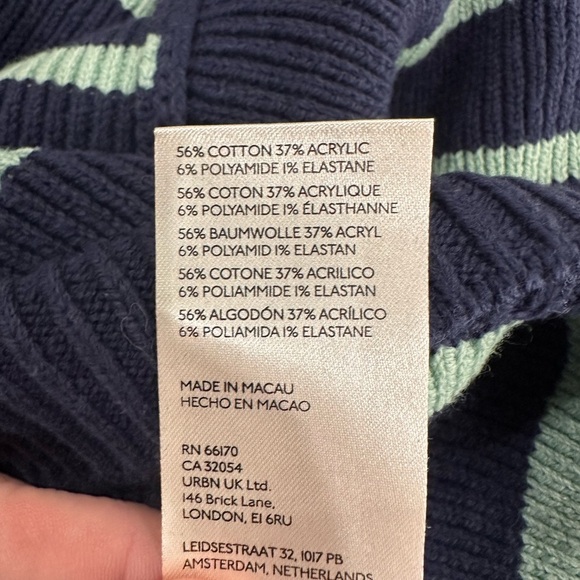 56% COTTON 37% ACRYLIC
6% POLYAMIDE 1% ELASTANE
56% COTON 37% ACRYLIQUE
6% POLYAMIDE 1% ÉLASTHANNE
56% BAUMWOLLE 37% ACRYL
6% POLYAMID 1% ELASTAN
56% COTONE 37% ACRILICO
6% POLIAMMIDE 1% ELASTAN
56% ALGODÓN 37% ACRÍLICO
6% POLIAMIDA 1% ELASTANE
MADE IN MACAU
HECHO EN MACAO
RN 66170
CA 32054
URBN UK Ltd.
146 Brick Lane,
LONDON, E1 6RU
LEIDSESTRAAT 32, 1017 PB
AMSTERDAM, NETHERLANDS